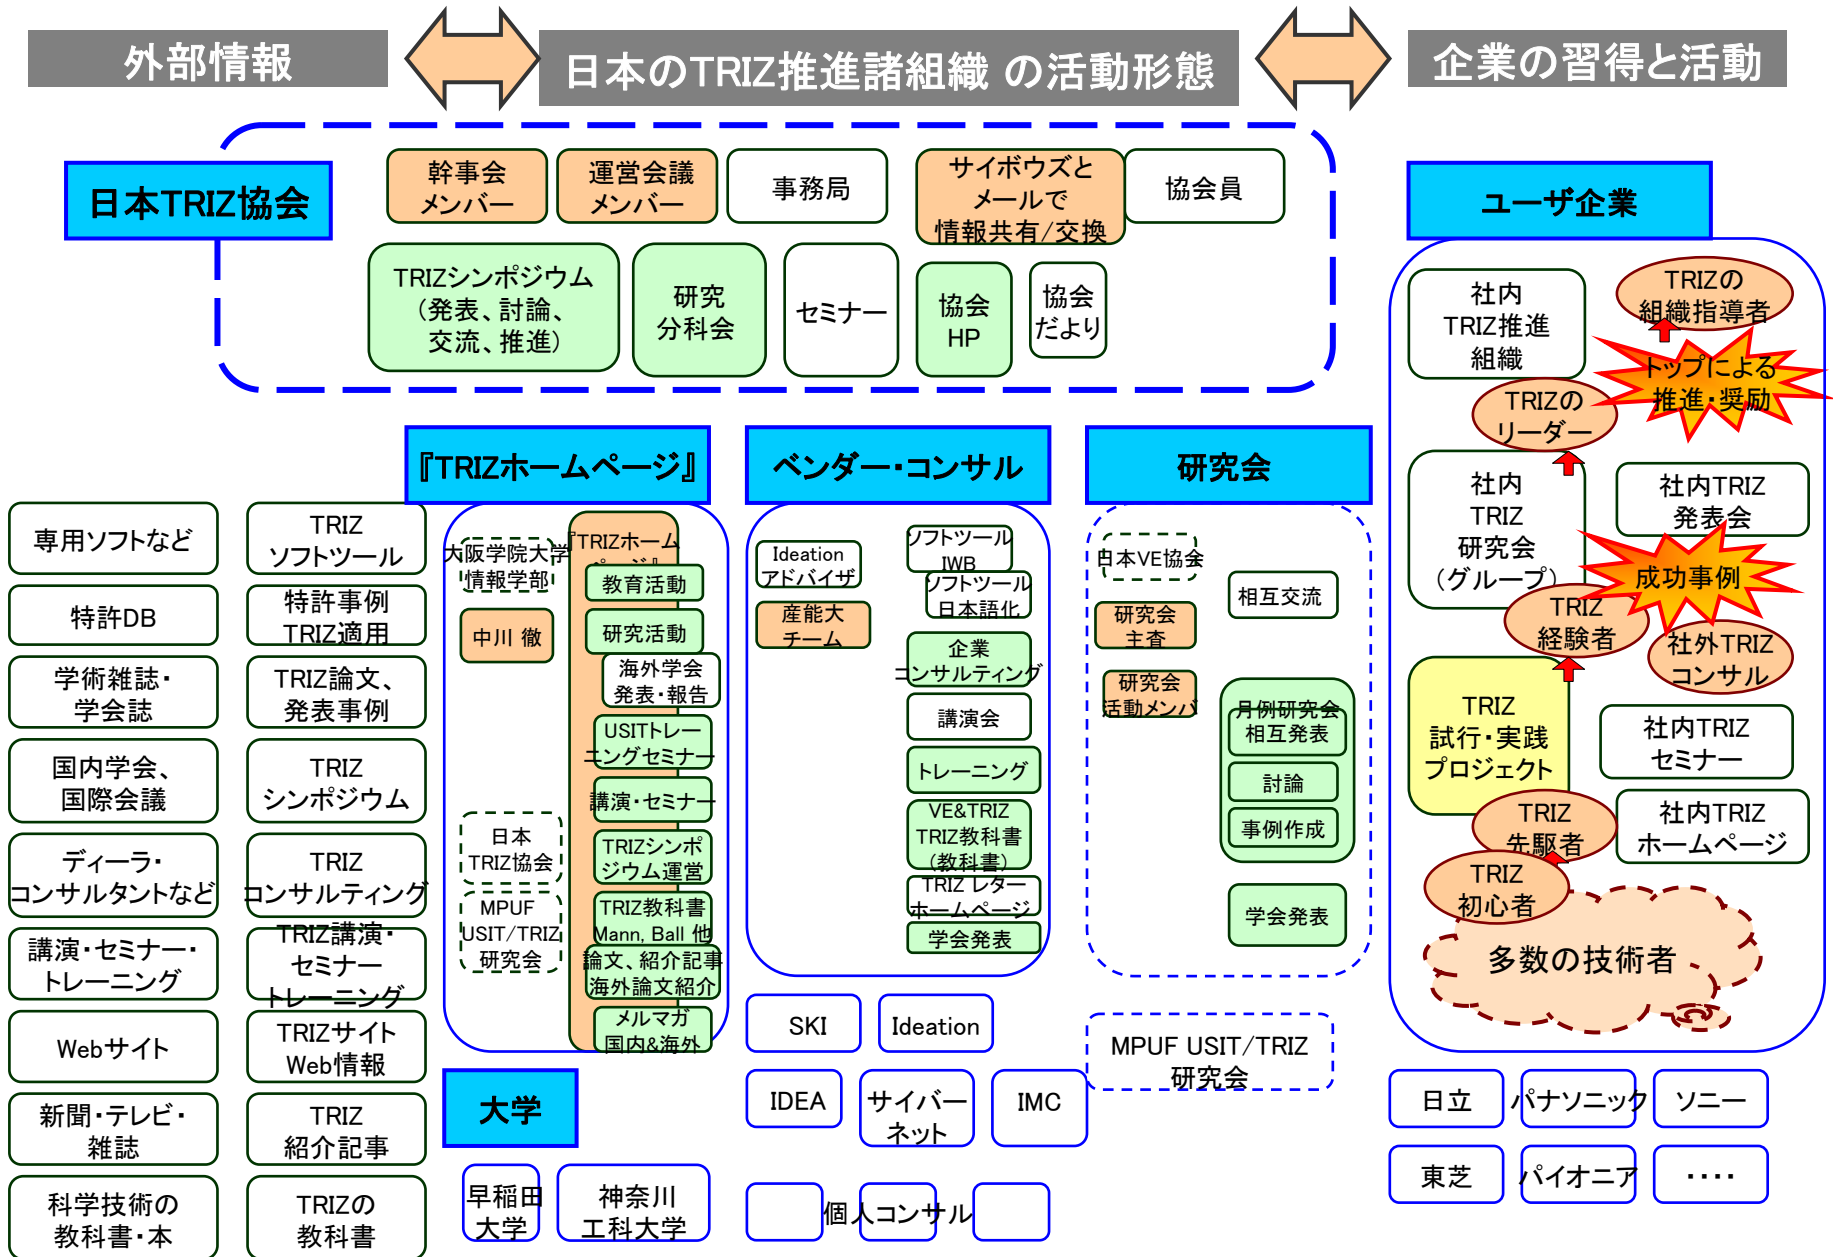 外部情報
日本のTRIZ推進諸組織 の活動形態
企業の習得と活動
日本TRIZ協会
幹事会
メンバー
運営会議
メンバー
事務局
サイボウズと
メールで
情報共有/交換
協会員
TRIZシンポジウム
(発表、討論、
交流、推進)
研究
分科会
セミナー
協会
HP
協会
だより
専用ソフトなど
特許DB
学術雑誌・
学会誌
国内学会、
国際会議
ディーラ・
コンサルタントなど
講演・セミナー・
トレーニング
Webサイト
新聞・テレビ・
雑誌
科学技術の
教科書・本
TRIZ
ソフトツール
特許事例
TRIZ適用
TRIZ論文、
発表事例
TRIZ
シンポジウム
TRIZ
コンサルティング
TRIZ講演・
セミナー
トレーニング
TRIZサイト
Web情報
TRIZ
紹介記事
TRIZの
教科書
『TRIZホームページ』
大阪学院大学
情報学部
中川 徹
日本
TRIZ協会
MPUF
USIT/TRIZ
研究会
『TRIZホーム
ページ』
教育活動
研究活動
海外学会
発表・報告
USITトレー
ニングセミナー
講演・セミナー
TRIZシンポ
ジウム運営
TRIZ教科書
Mann, Ball 他
論文、紹介記事
海外論文紹介
メルマガ
国内&海外
大学
早稲田
大学
神奈川
工科大学
ベンダー・コンサル
Ideation
アドバイザ
産能大
チーム
ソフトツール
IWB
ソフトツール
日本語化
企業
コンサルティング
講演会
トレーニング
VE&TRIZ
TRIZ教科書
(教科書)
TRIZ レター
ホームページ
学会発表
SKI
Ideation
IDEA
サイバー
ネット
IMC
個人コンサル
研究会
日本VE協会
研究会
主査
研究会
活動メンバ
相互交流
月例研究会
相互発表
討論
事例作成
学会発表
MPUF USIT/TRIZ
研究会
ユーザ企業
社内
TRIZ推進
組織
TRIZの
組織指導者
トップによる
推進・奨励
TRIZの
リーダー
社内
TRIZ
研究会
(グループ)
社内TRIZ
発表会
成功事例
TRIZ
経験者
社外TRIZ
コンサル
TRIZ
試行・実践
プロジェクト
社内TRIZ
セミナー
TRIZ
先駆者
社内TRIZ
ホームページ
TRIZ
初心者
多数の技術者
日立
パナソニック
ソニー
東芝
パイオニア
････